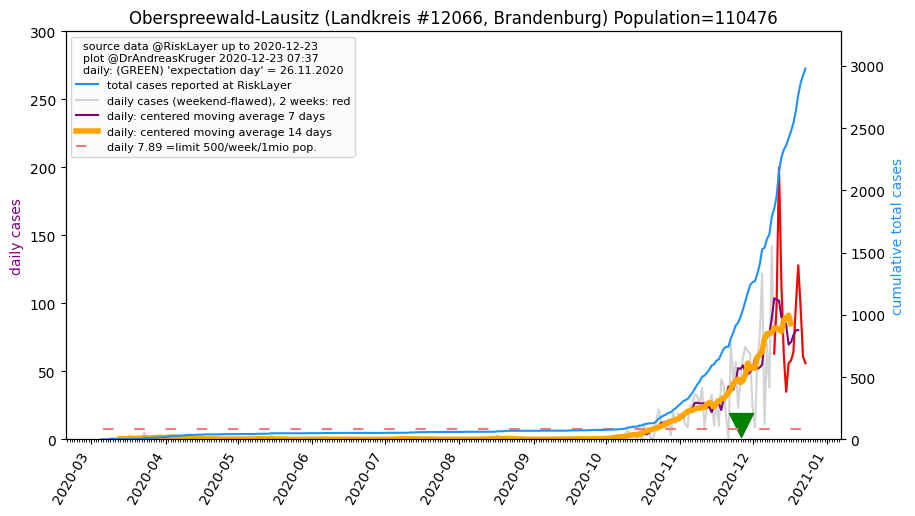 Oberspreewald-Lausitz (Landkreis #12066, Brandenburg) Population=110476
source data @RiskLayer up to 2020-12-23
plot @DrAndreasKruger 2020-12-23 07:37
daily: (GREEN) 'expectation day' = 26.11.2020
total cases reported at RiskLayer
daily cases (weekend-flawed), 2 weeks: red
daily: centered moving average 7 days
daily: centered moving average 14 days
daily 7.89 =limit 500/week/1mio pop.
daily cases
300
250
200
150
100
50
0
3000
2500
2000
1500
1000
500
0
cumulative total cases
2020-03
2020-04
2020-05
2020-06
2020-07
2020-08
2020-09
2020-10
2020-11
2020-12
2021-01